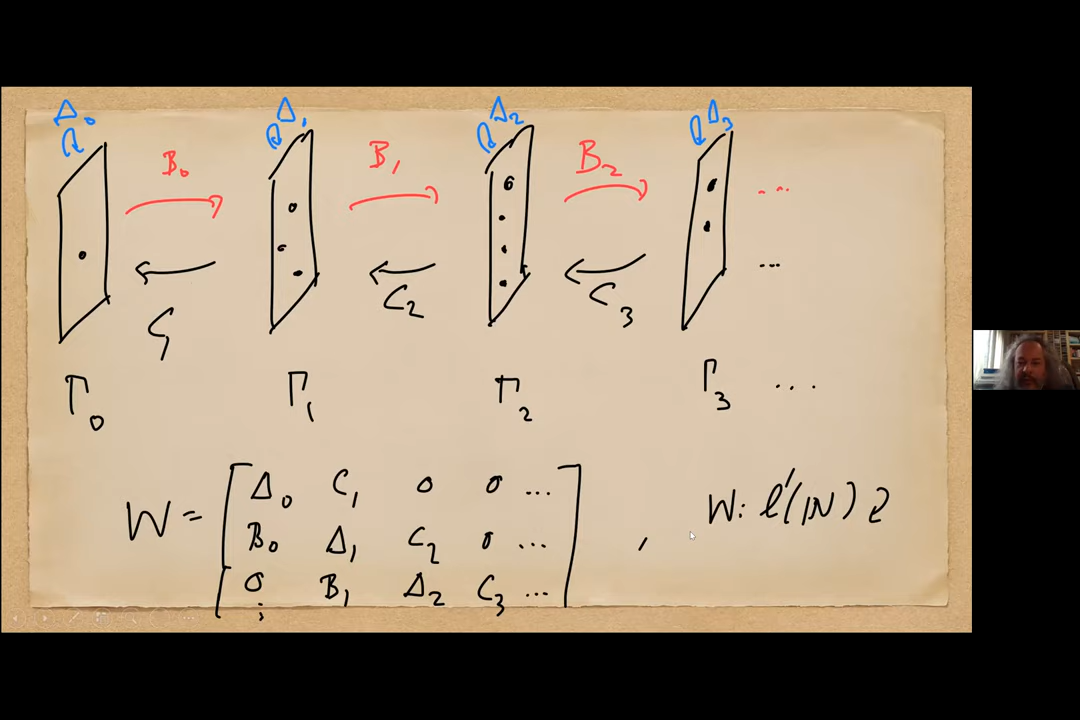 Δ₀ Δ₁ Δ₂ Δ₃
B₀ B₁ B₂ ...
C₁ C₂ C₃ ...
Γ₀ Γ₁ Γ₂ Γ₃ ...
W = [ Δ₀ C₁ 0 0 ...
B₀ Δ₁ C₂ 0 ... ] , W: ℓ¹(ℕ) ⤸
0 B₁ Δ₂ C₃ ...
⋮